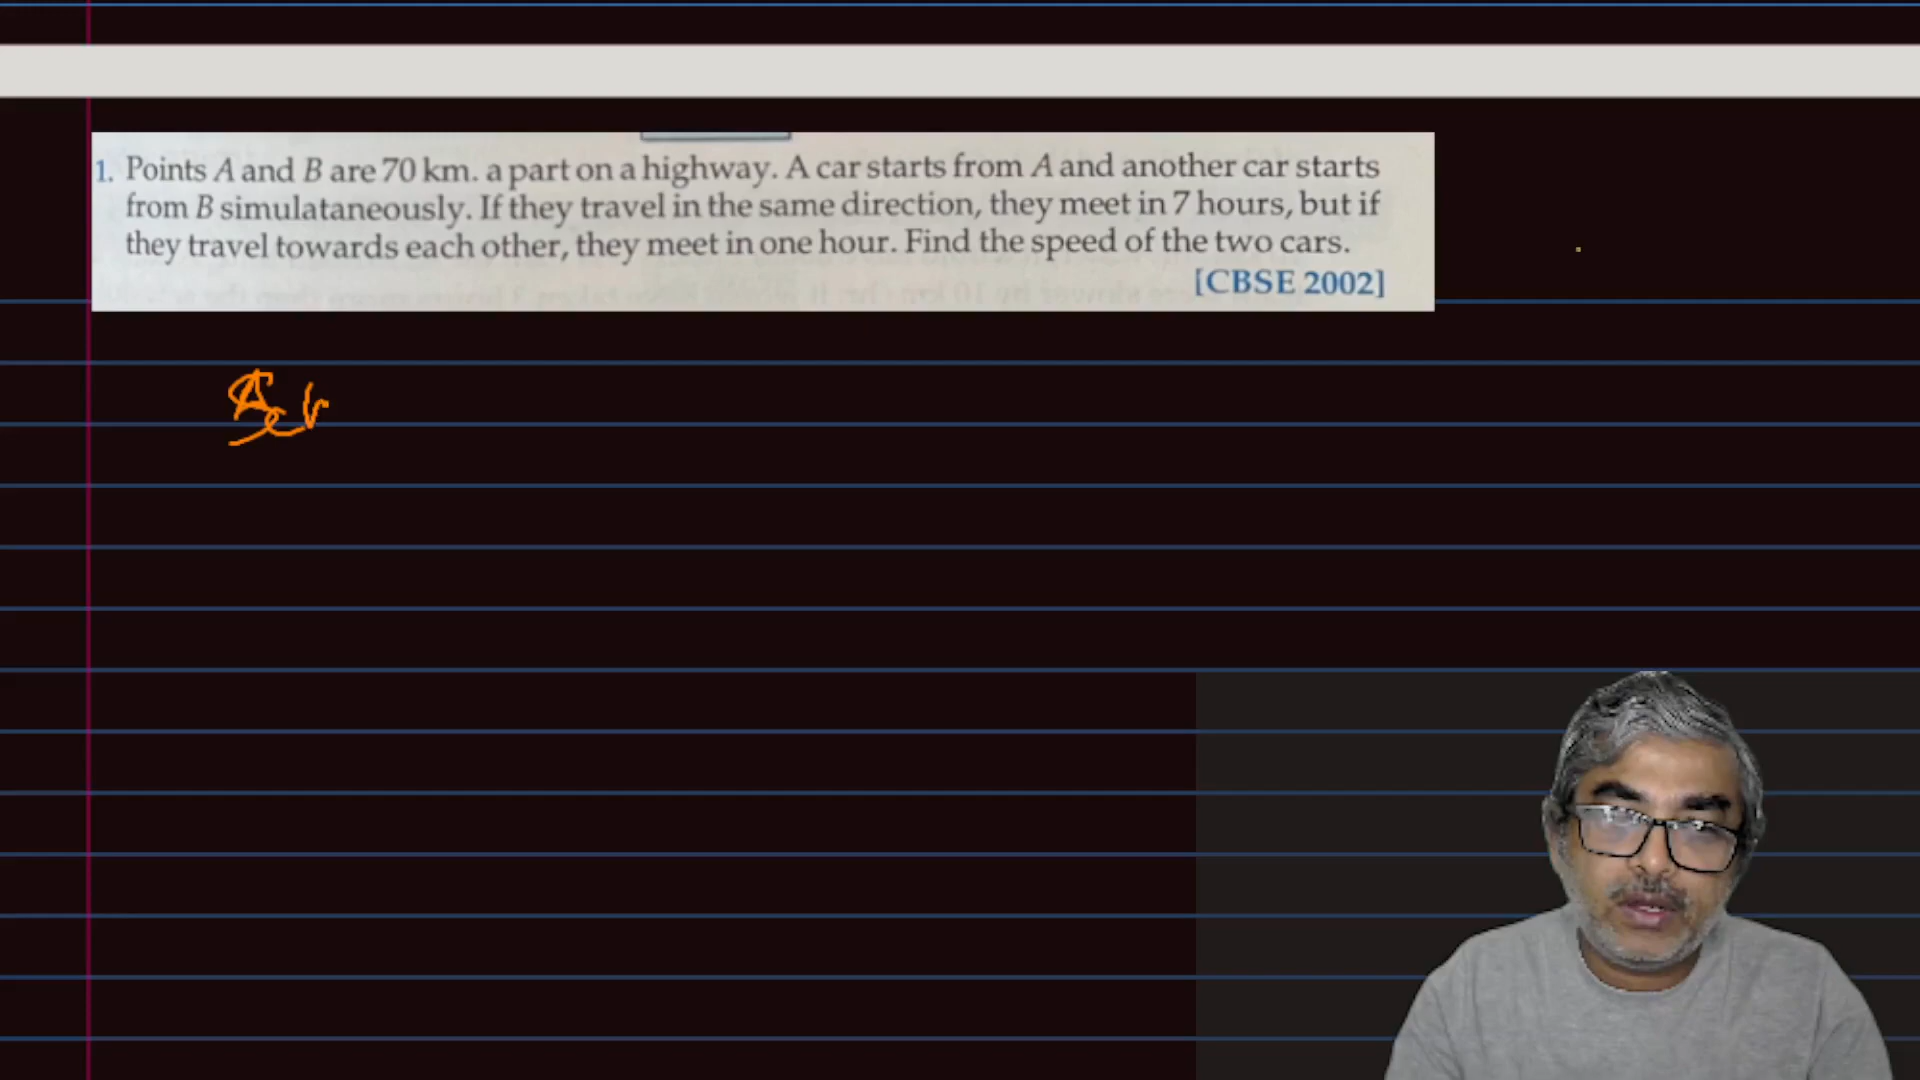 1. Points A and B are 70 km. a part on a highway. A car starts from A and another car starts
from B simulataneously. If they travel in the same direction, they meet in 7 hours, but if
they travel towards each other, they meet in one hour. Find the speed of the two cars.
[CBSE 2002]